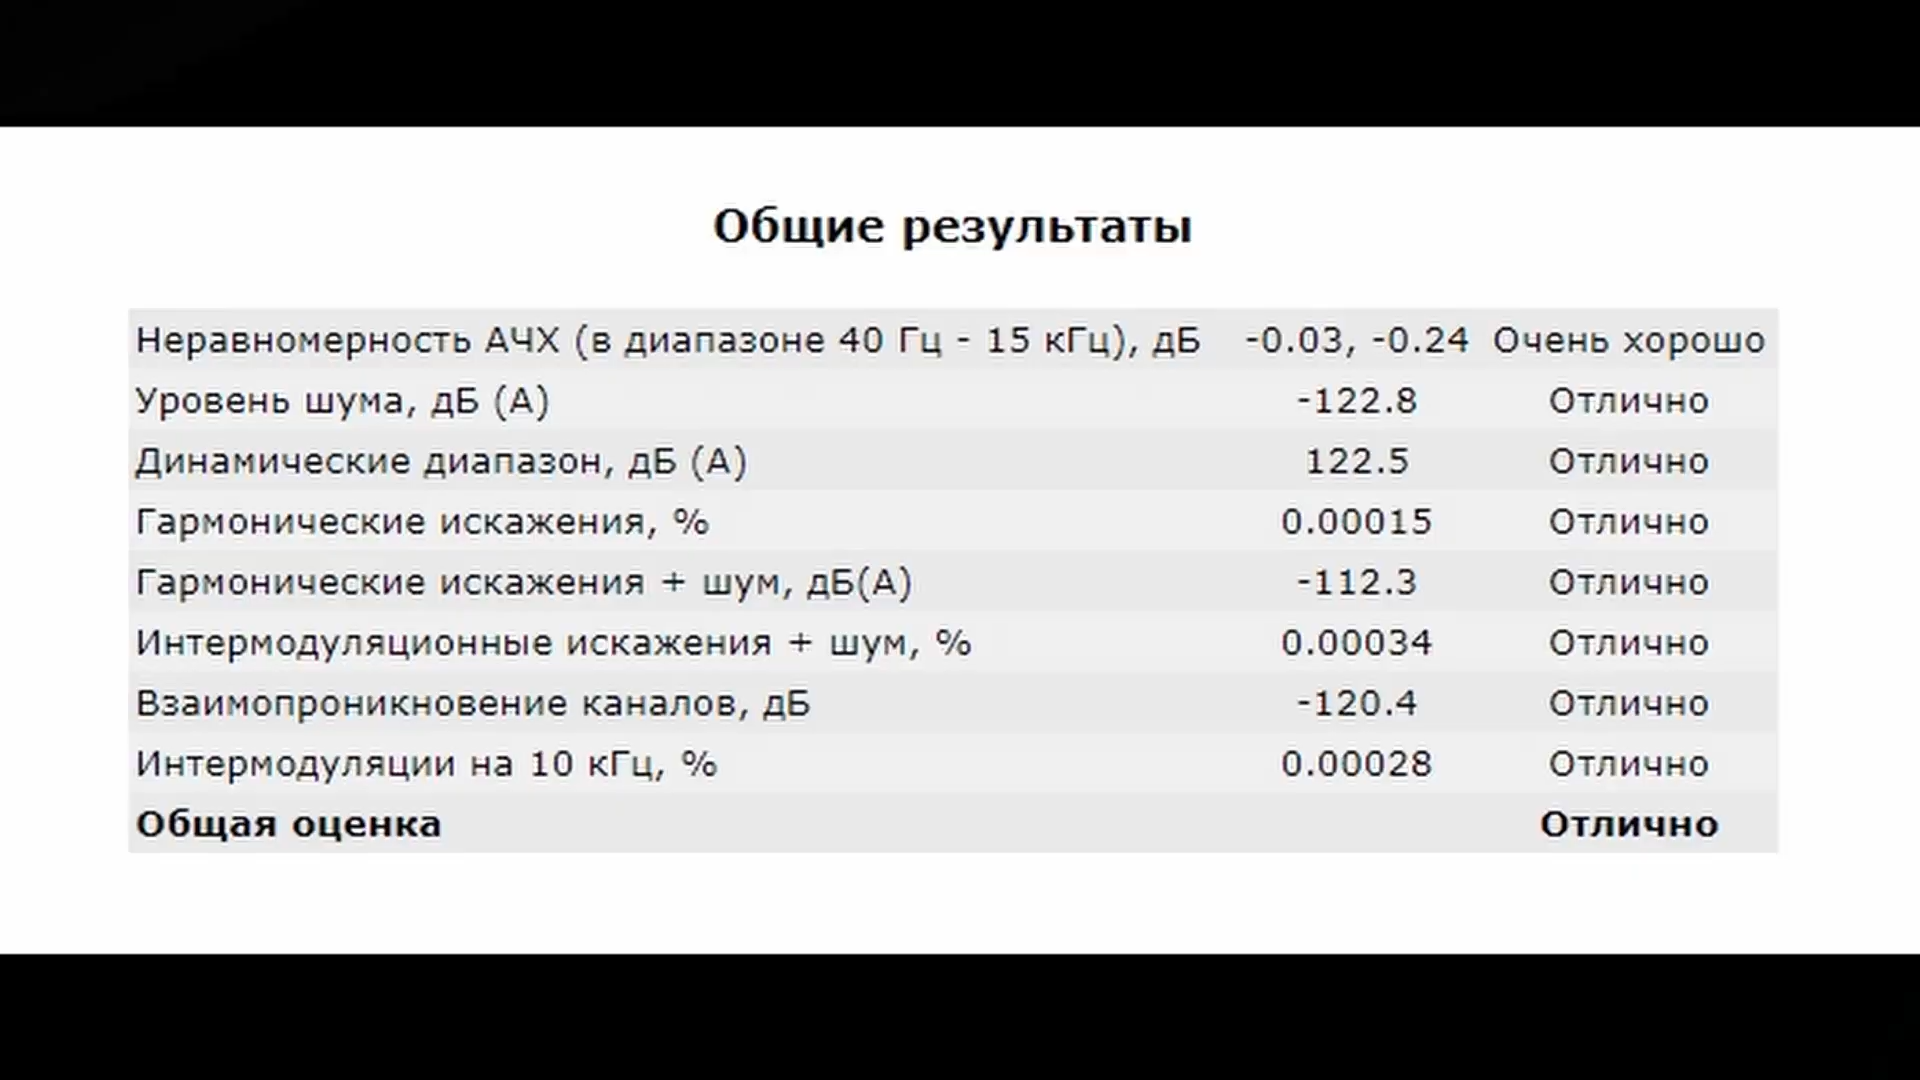 Общие результаты
Неравномерность АЧХ (в диапазоне 40 Гц - 15 кГц), дБ -0.03, -0.24 Очень хорошо
Уровень шума, дБ (А) -122.8 Отлично
Динамические диапазон, дБ (А) 122.5 Отлично
Гармонические искажения, % 0.00015 Отлично
Гармонические искажения + шум, дБ(А) -112.3 Отлично
Интермодуляционные искажения + шум, % 0.00034 Отлично
Взаимопроникновение каналов, дБ -120.4 Отлично
Интермодуляции на 10 кГц, % 0.00028 Отлично
Общая оценка Отлично